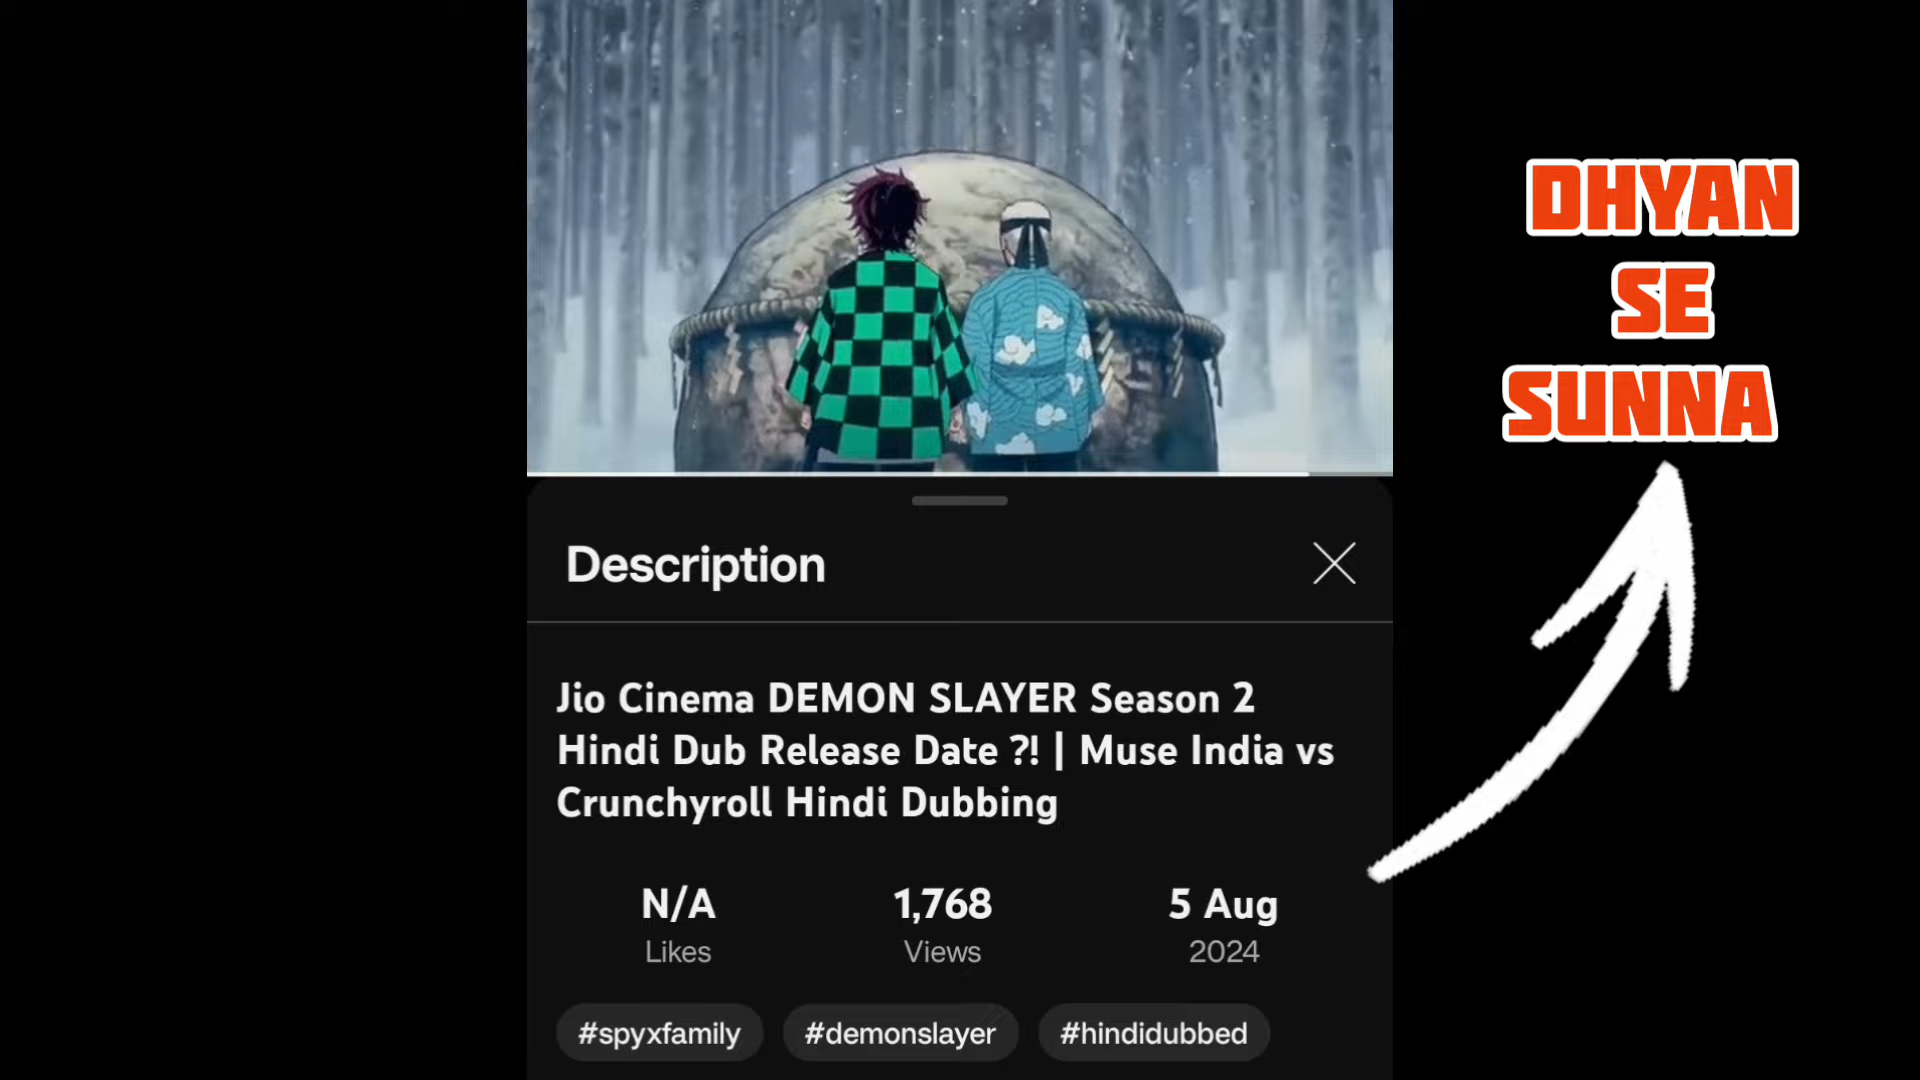 DHYAN
SE
SUNNA
Description
Jio Cinema DEMON SLAYER Season 2
Hindi Dub Release Date ?! | Muse India vs
Crunchyroll Hindi Dubbing
N/A 1,768 5 Aug
Likes Views 2024
#spyxfamily #demonslayer #hindidubbed